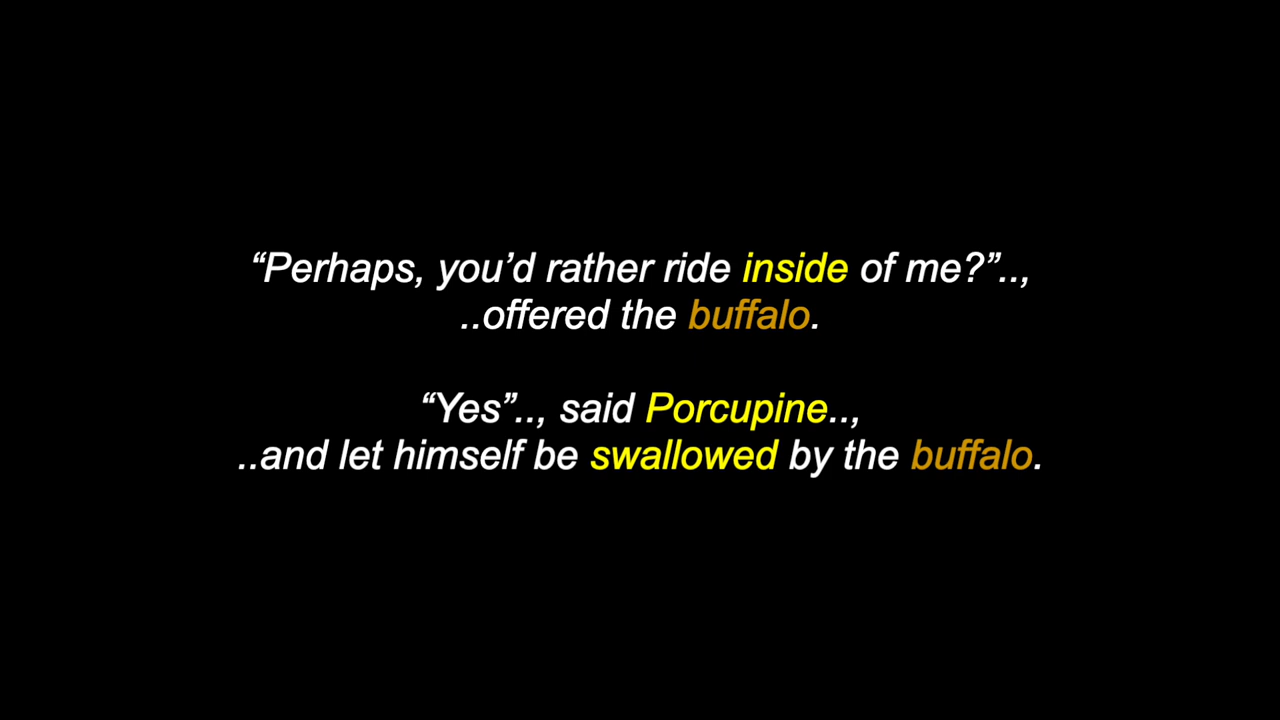 “Perhaps, you’d rather ride inside of me?”..,
..offered the buffalo.
“Yes”.., said Porcupine..,
..and let himself be swallowed by the buffalo.